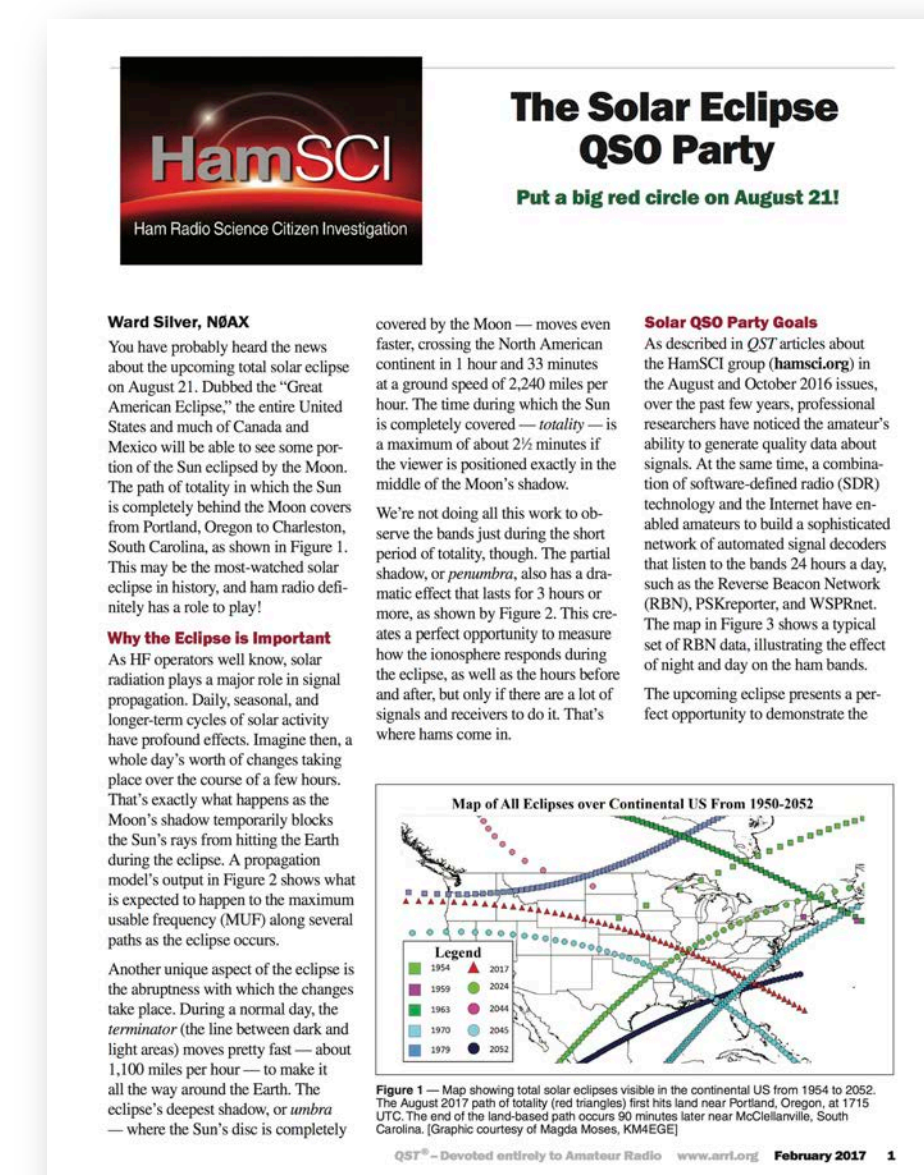 HamSCI
Ham Radio Science Citizen Investigation
The Solar Eclipse
QSO Party
Put a big red circle on August 21!
Ward Silver, NØAX
You have probably heard the news
about the upcoming total solar eclipse
on August 21. Dubbed the “Great
American Eclipse,” the entire United
States and much of Canada and
Mexico will be able to see some por-
tion of the Sun eclipsed by the Moon.
The path of totality in which the Sun
is completely behind the Moon covers
from Portland, Oregon to Charleston,
South Carolina, as shown in Figure 1.
This may be the most-watched solar
eclipse in history, and ham radio defi-
nitely has a role to play!
Why the Eclipse is Important
As HF operators well know, solar
radiation plays a major role in signal
propagation. Daily, seasonal, and
longer-term cycles of solar activity
have profound effects. Imagine then, a
whole day’s worth of changes taking
place over the course of a few hours.
That’s exactly what happens as the
Moon’s shadow temporarily blocks
the Sun’s rays from hitting the Earth
during the eclipse. A propagation
model’s output in Figure 2 shows what
is expected to happen to the maximum
usable frequency (MUF) along several
paths as the eclipse occurs.
Another unique aspect of the eclipse is
the abruptness with which the changes
take place. During a normal day, the
terminator (the line between dark and
light areas) moves pretty fast — about
1,100 miles per hour — to make it
all the way around the Earth. The
eclipse’s deepest shadow, or umbra
— where the Sun’s disc is completely
covered by the Moon — moves even
faster, crossing the North American
continent in 1 hour and 33 minutes
at a ground speed of 2,240 miles per
hour. The time during which the Sun
is completely covered — totality — is
a maximum of about 2½ minutes if
the viewer is positioned exactly in the
middle of the Moon’s shadow.
We’re not doing all this work to ob-
serve the bands just during the short
period of totality, though. The partial
shadow, or penumbra, also has a dra-
matic effect that lasts for 3 hours or
more, as shown by Figure 2. This cre-
ates a perfect opportunity to measure
how the ionosphere responds during
the eclipse, as well as the hours before
and after, but only if there are a lot of
signals and receivers to do it. That’s
where hams come in.
Solar QSO Party Goals
As described in QST articles about
the HamSCI group (hamsci.org) in
the August and October 2016 issues,
over the past few years, professional
researchers have noticed the amateur’s
ability to generate quality data about
signals. At the same time, a combina-
tion of software-defined radio (SDR)
technology and the Internet have en-
abled amateurs to build a sophisticated
network of automated signal decoders
that listen to the bands 24 hours a day,
such as the Reverse Beacon Network
(RBN), PSKreporter, and WSPRnet.
The map in Figure 3 shows a typical
set of RBN data, illustrating the effect
of night and day on the ham bands.
The upcoming eclipse presents a per-
fect opportunity to demonstrate the
Map of All Eclipses over Continental US From 1950-2052
Legend
1954 2017
1959 2024
1963 2044
1970 2045
1979 2052
Figure 1 — Map showing total solar eclipses visible in the continental US from 1954 to 2052.
The August 2017 path of totality (red triangles) first hits land near Portland, Oregon, at 1715
UTC. The end of the land-based path occurs 90 minutes later near McClellanville, South
Carolina. [Graphic courtesy of Magda Moses, KM4EGE]
QST® – Devoted entirely to Amateur Radio www.arrl.org February 2017 1